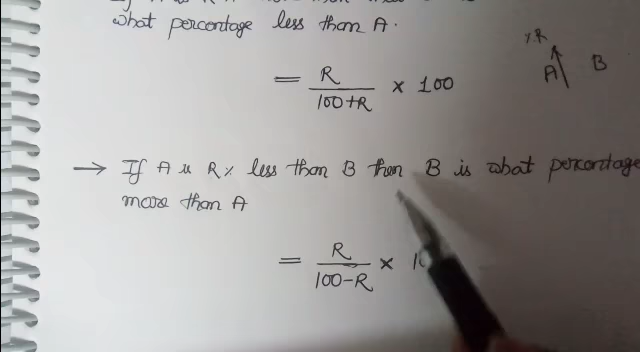 what percentage less than A.
= R / 100+R × 100
% R
A B
→ If A is R% less than B then B is what percentage
more than A
= R / 100-R ×